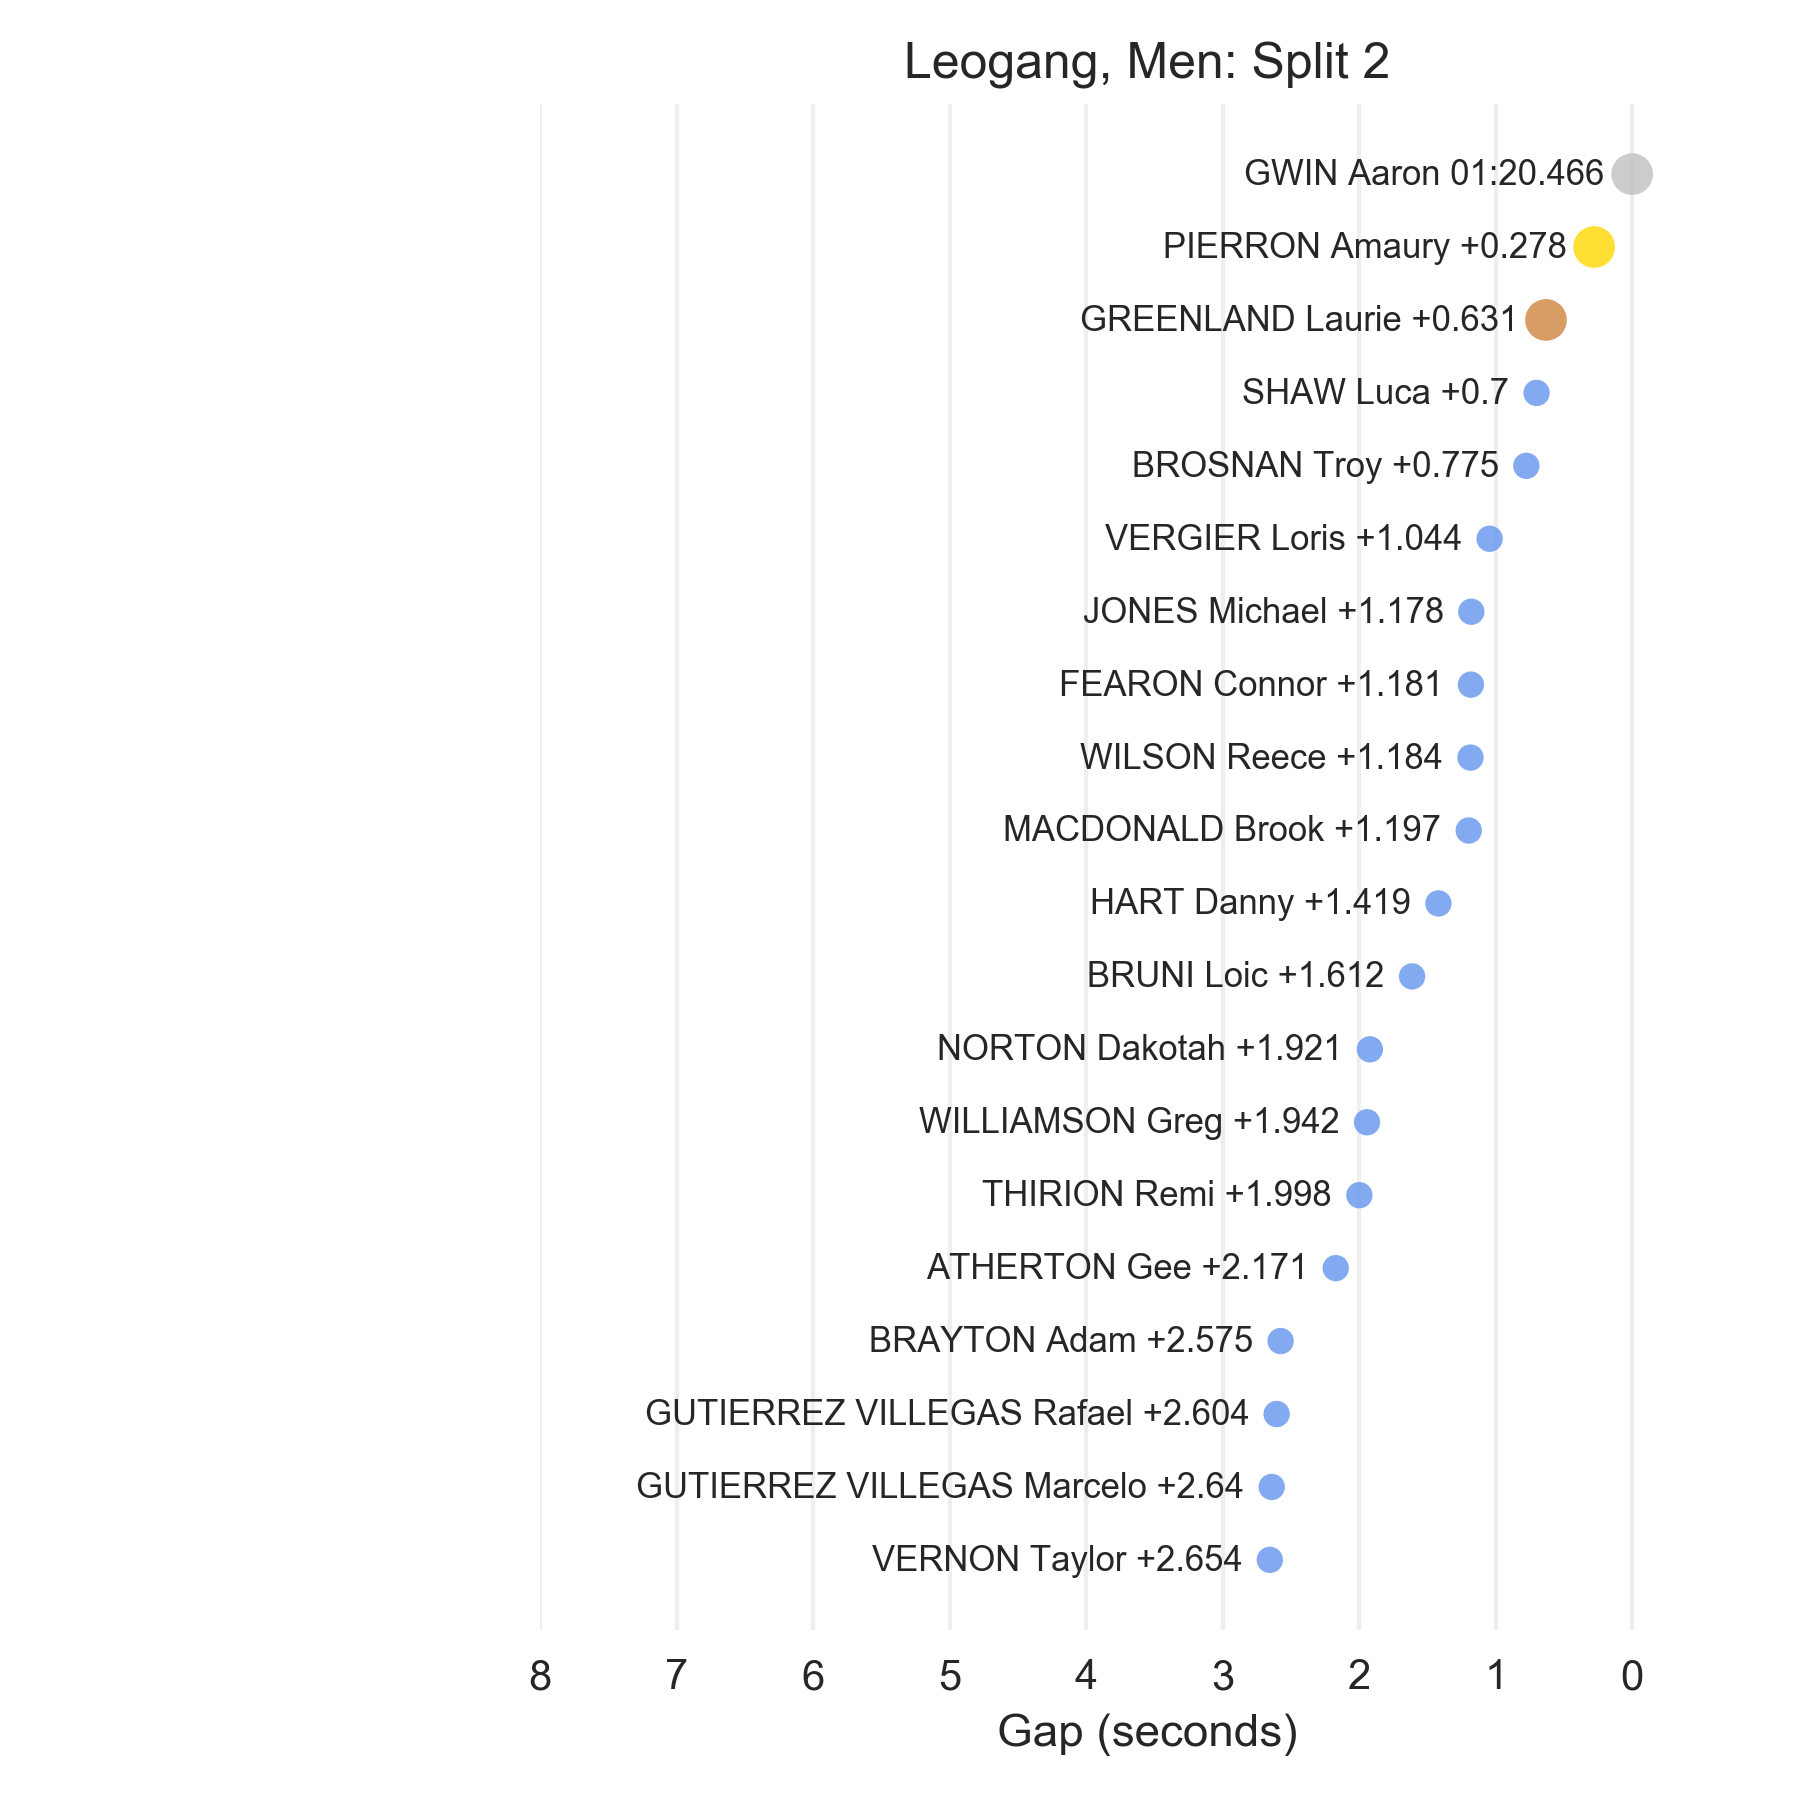 Leogang, Men: Split 2
GWIN Aaron 01:20.466
PIERRON Amaury +0.278
GREENLAND Laurie +0.631
SHAW Luca +0.7
BROSNAN Troy +0.775
VERGIER Loris +1.044
JONES Michael +1.178
FEARON Connor +1.181
WILSON Reece +1.184
MACDONALD Brook +1.197
HART Danny +1.419
BRUNI Loic +1.612
NORTON Dakotah +1.921
WILLIAMSON Greg +1.942
THIRION Remi +1.998
ATHERTON Gee +2.171
BRAYTON Adam +2.575
GUTIERREZ VILLEGAS Rafael +2.604
GUTIERREZ VILLEGAS Marcelo +2.64
VERNON Taylor +2.654
8 7 6 5 4 3 2 1 0
Gap (seconds)